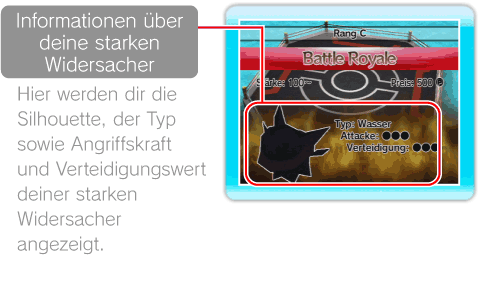 Informationen über
deine starken
Widersacher
Hier werden dir die
Silhouette, der Typ
sowie Angriffskraft
und Verteidigungswert
deiner starken
Widersacher
angezeigt.
Rang C
Battle Royale
Stärke: 100~ Preis: 500
Typ: Wasser
Attacke: ●●●
Verteidigung: ●●●